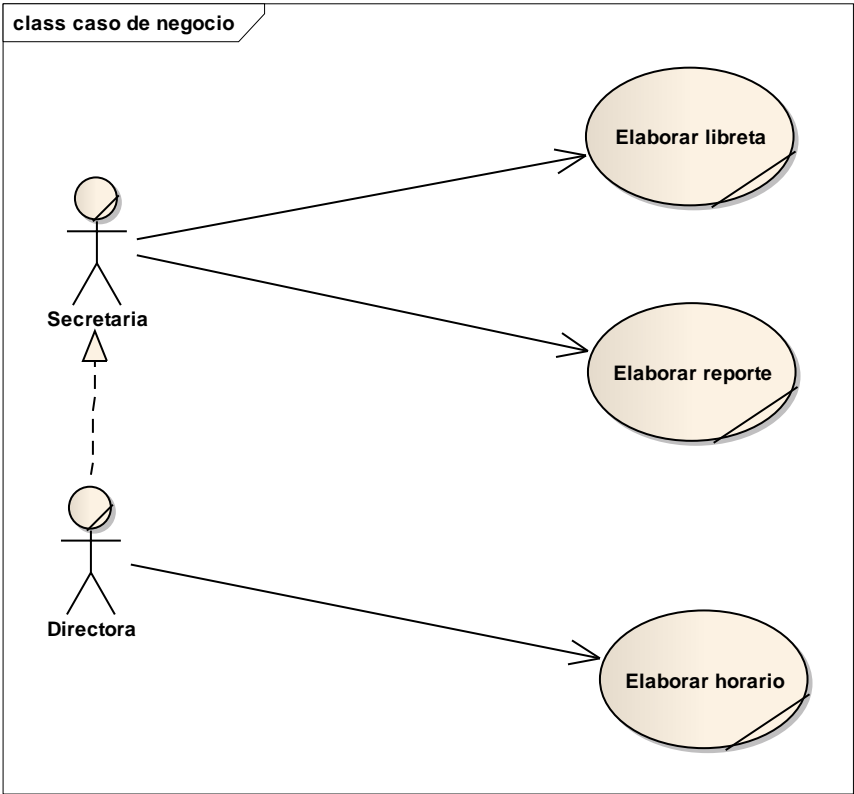 class caso de negocio
Elaborar libreta
Secretaria
Elaborar reporte
Directora
Elaborar horario